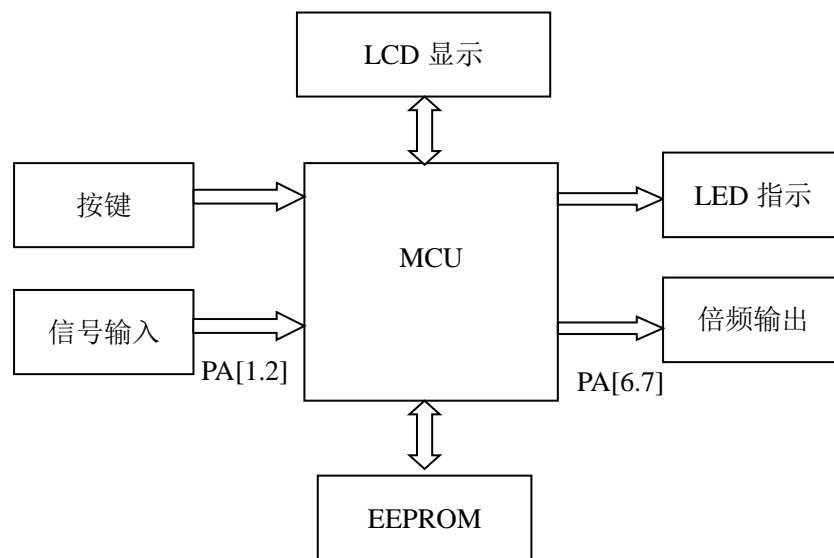 LCD 显示
按键
LED 指示
MCU
信号输入
倍频输出
PA[1.2]
PA[6.7]
EEPROM